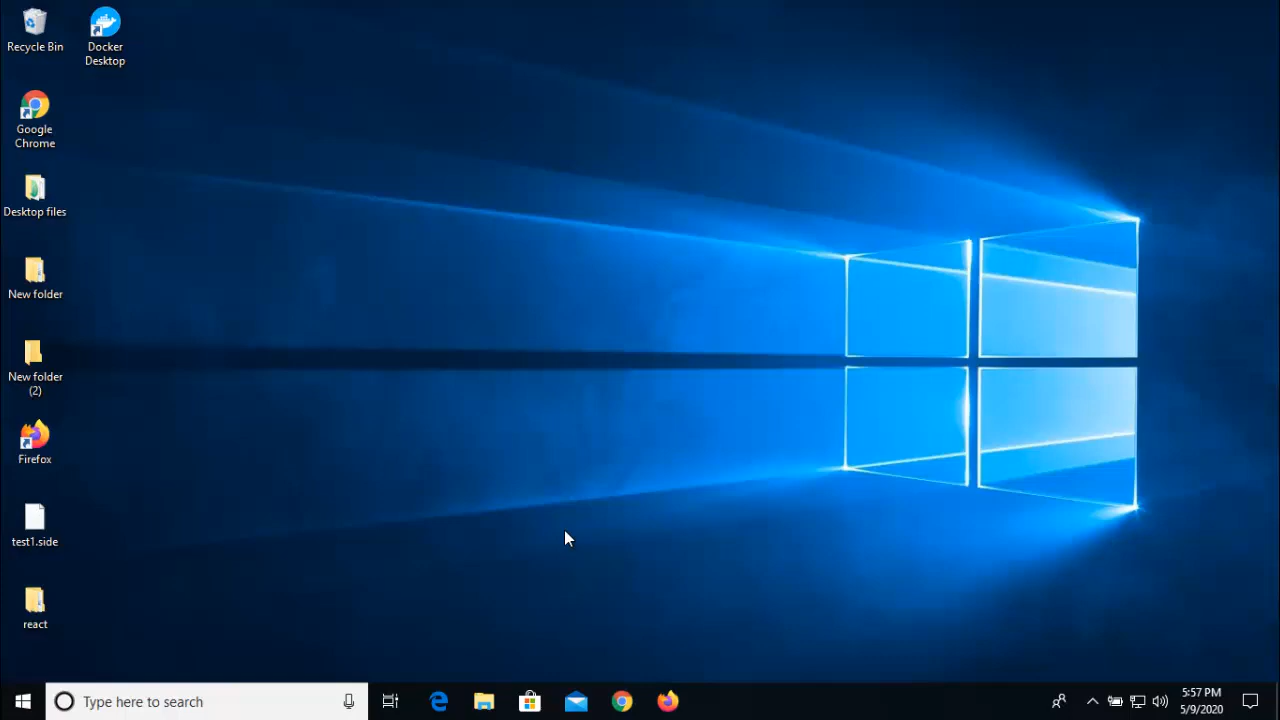 Recycle Bin
Docker
Desktop
Google
Chrome
Desktop files
New folder
New folder
(2)
Firefox
test1.side
react
Type here to search
5:57 PM
5/9/2020